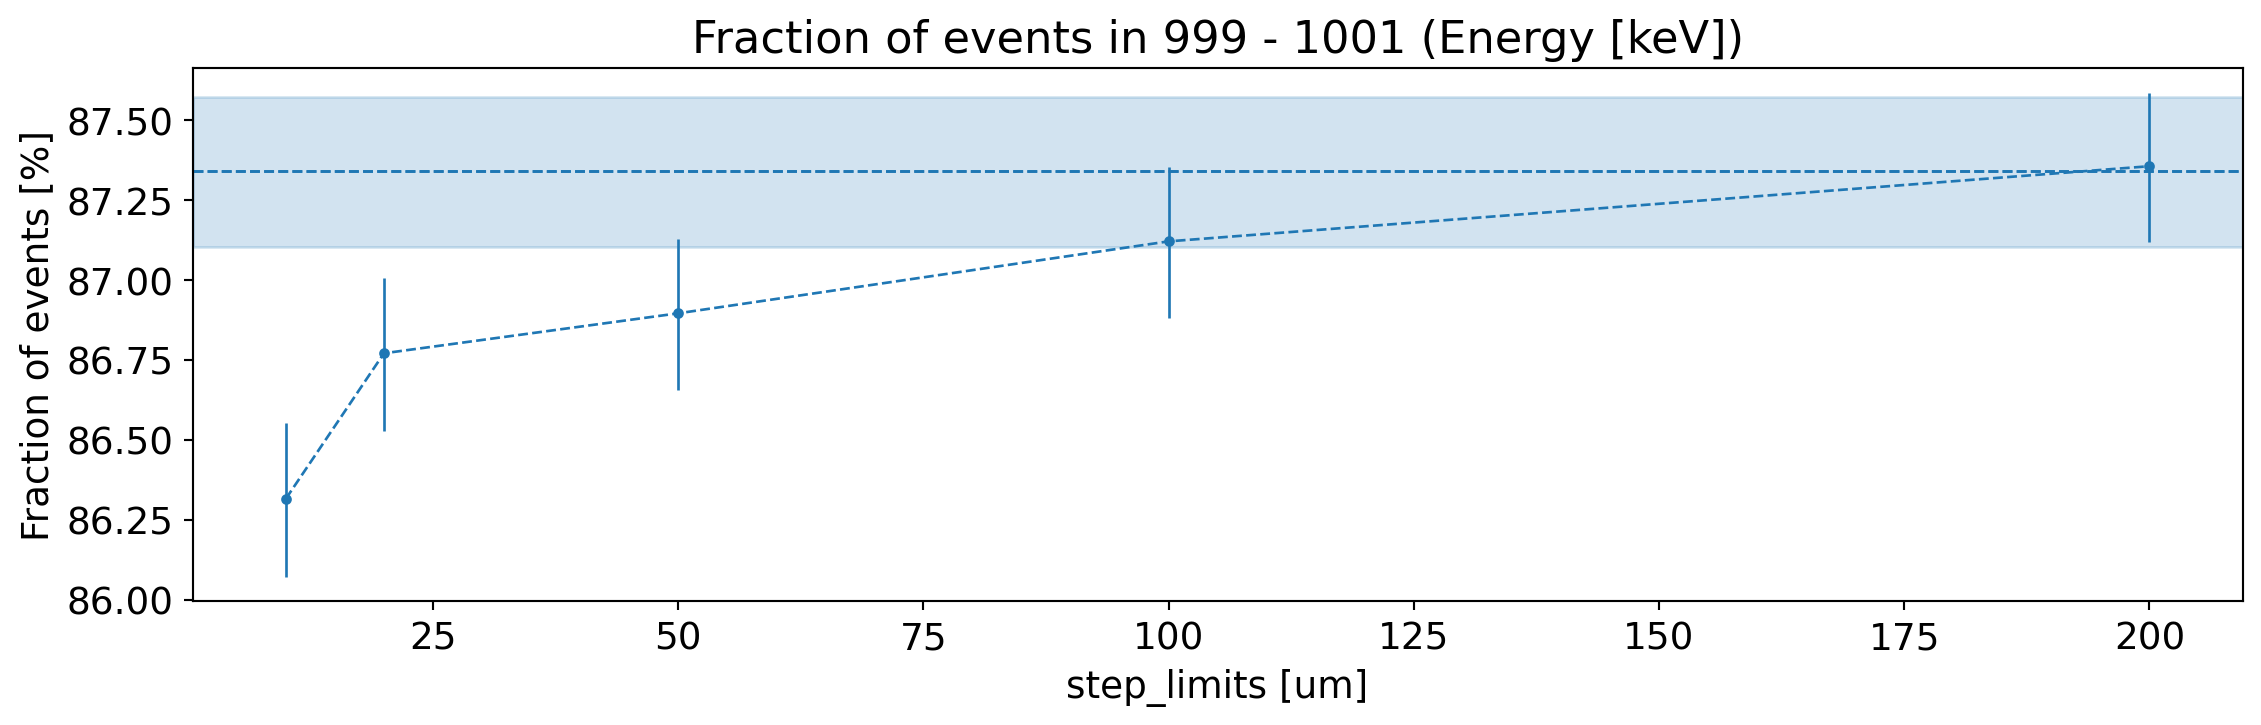 Fraction of events in 999 - 1001 (Energy [keV])
Fraction of events [%]
87.50
87.25
87.00
86.75
86.50
86.25
86.00
25 50 75 100 125 150 175 200
step_limits [um]